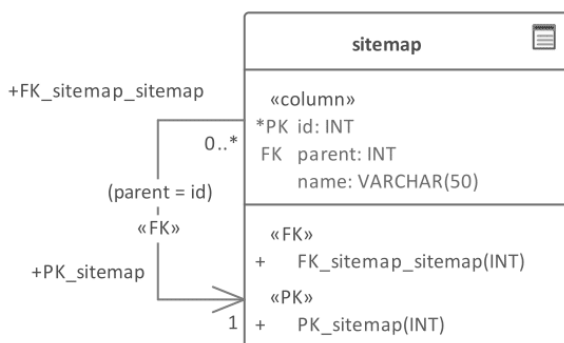 sitemap
+FK_sitemap_sitemap
0..*
(parent = id)
«FK»
+PK_sitemap
1
«column»
*PK id: INT
FK parent: INT
name: VARCHAR(50)
«FK»
+ FK_sitemap_sitemap(INT)
«PK»
+ PK_sitemap(INT)